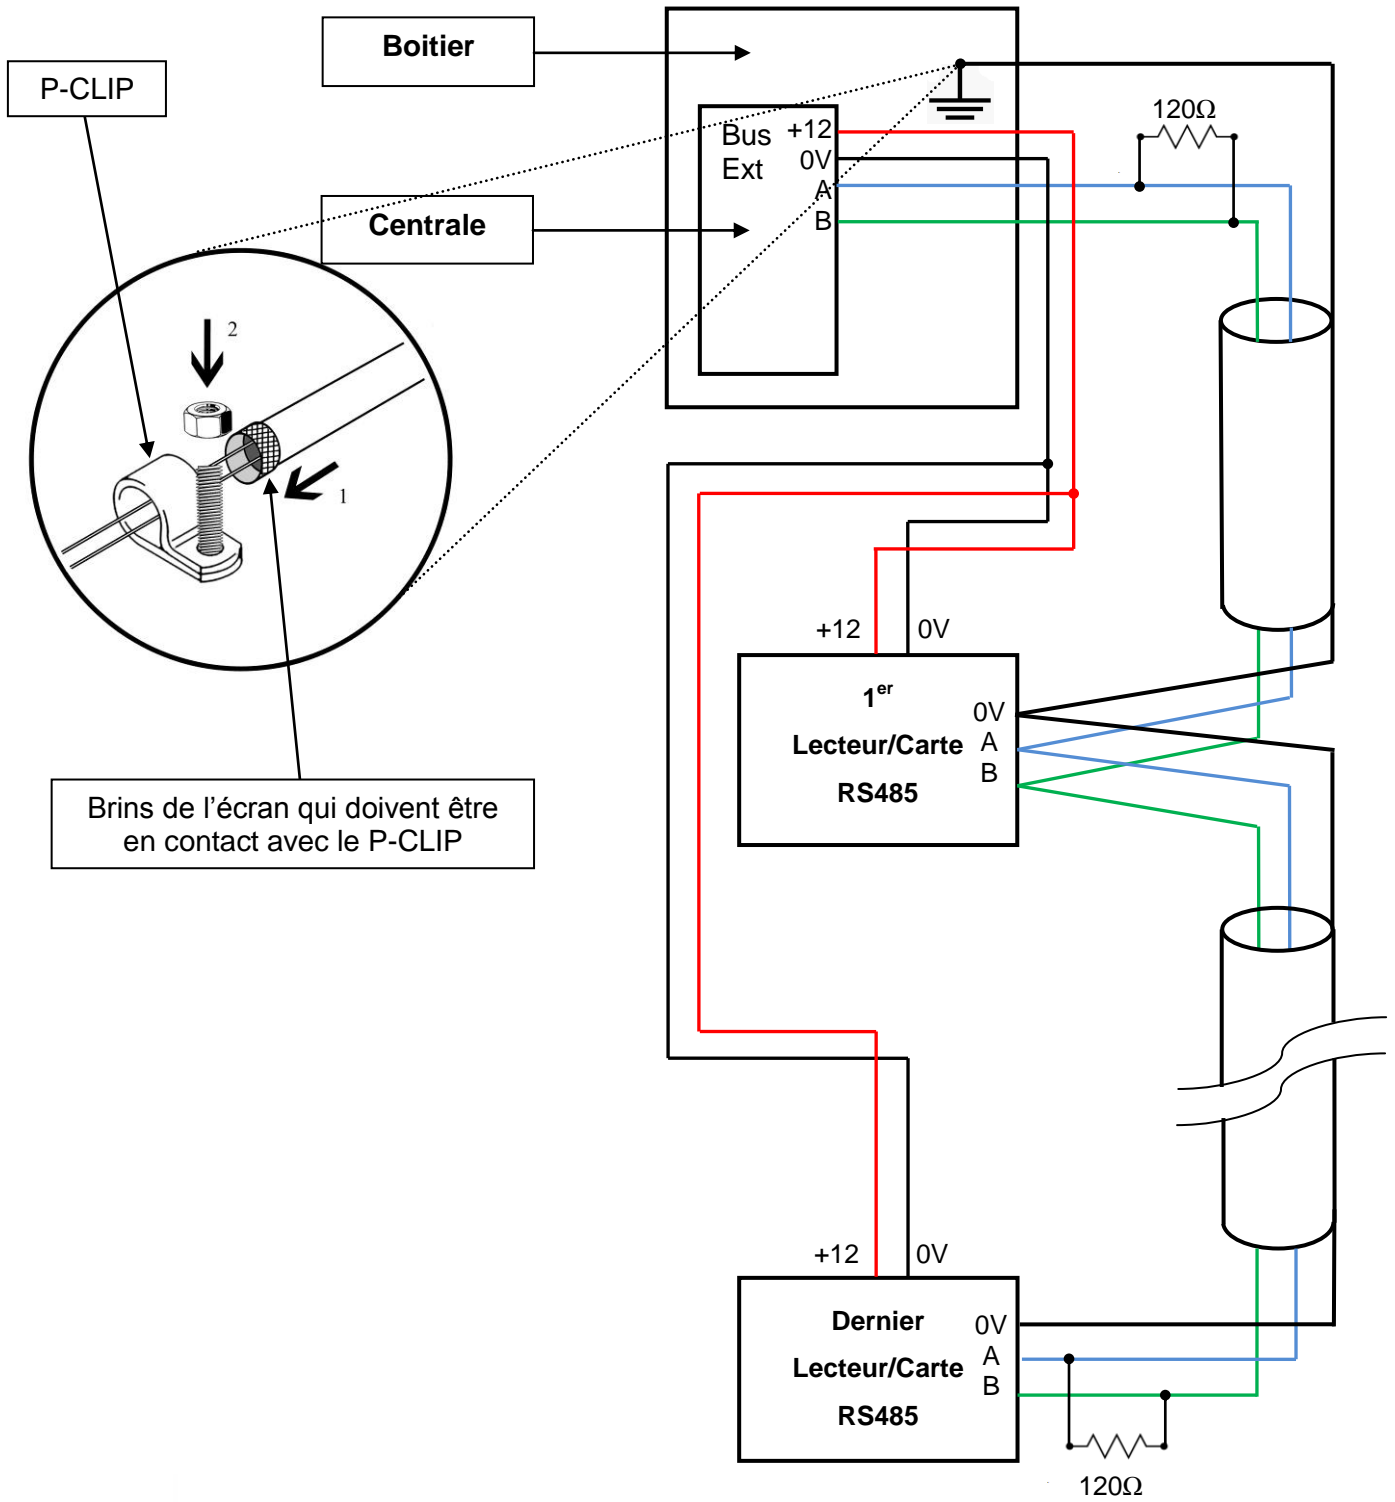 Boitier
P-CLIP
120Ω
Bus
Ext
+12
0V
A
B
Centrale
2
1
+12
0V
1er
Lecteur/Carte
RS485
0V
A
B
Brins de l’écran qui doivent être
en contact avec le P-CLIP
+12
0V
Dernier
Lecteur/Carte
RS485
0V
A
B
120Ω